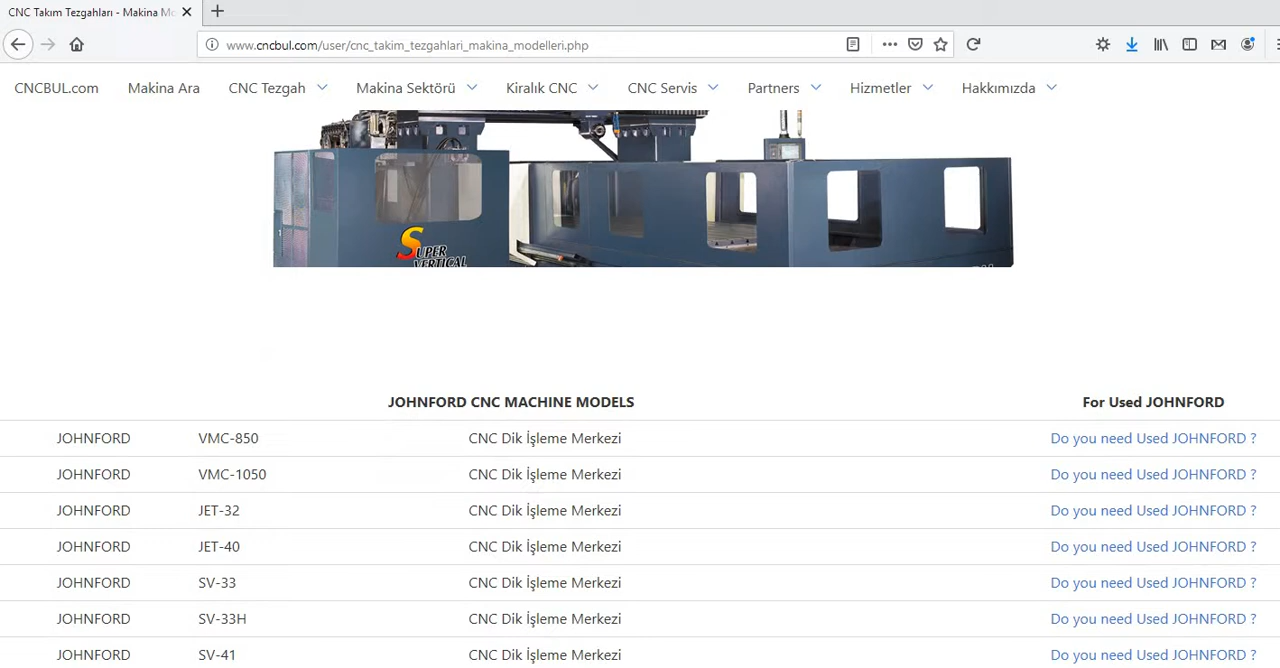 CNC Takım Tezgahları - Makina Mo
www.cncbul.com/user/cnc_takim_tezgahlari_makina_modelleri.php
CNCBUL.com Makina Ara CNC Tezgah Makina Sektörü Kiralık CNC CNC Servis Partners Hizmetler Hakkımızda
SUPER
VERTICAL
JOHNFORD CNC MACHINE MODELS For Used JOHNFORD
JOHNFORD VMC-850 CNC Dik İşleme Merkezi Do you need Used JOHNFORD ?
JOHNFORD VMC-1050 CNC Dik İşleme Merkezi Do you need Used JOHNFORD ?
JOHNFORD JET-32 CNC Dik İşleme Merkezi Do you need Used JOHNFORD ?
JOHNFORD JET-40 CNC Dik İşleme Merkezi Do you need Used JOHNFORD ?
JOHNFORD SV-33 CNC Dik İşleme Merkezi Do you need Used JOHNFORD ?
JOHNFORD SV-33H CNC Dik İşleme Merkezi Do you need Used JOHNFORD ?
JOHNFORD SV-41 CNC Dik İşleme Merkezi Do you need Used JOHNFORD ?